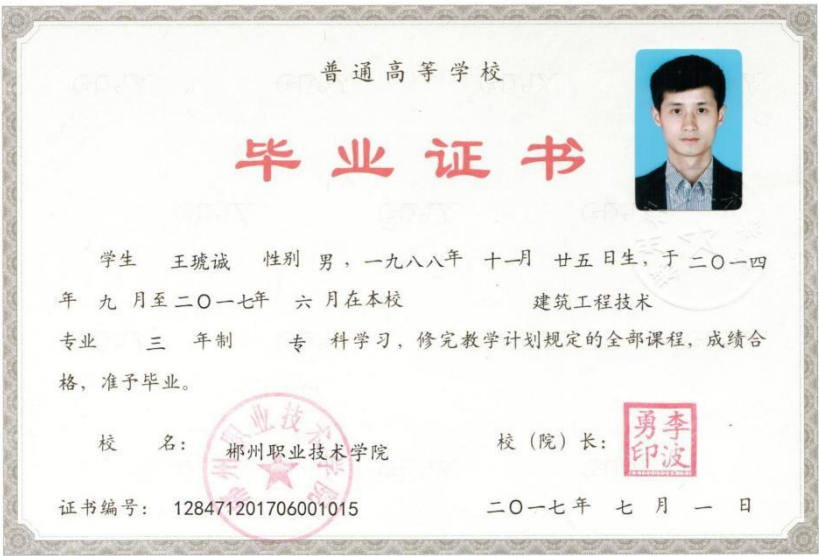 普通高等学校
毕业证书
学生 王琥诚 性别 男，一九八八年 十一月 廿五日生，于二〇一四
年 九 月至二〇一七年 六 月在本校 建筑工程技术
专业 三 年制 专 科学习，修完教学计划规定的全部课程，成绩合
格，准予毕业。
校 名： 郴州职业技术学院
校（院）长： 李波勇印
证书编号： 128471201706001015
二〇一七年 七 月 一 日